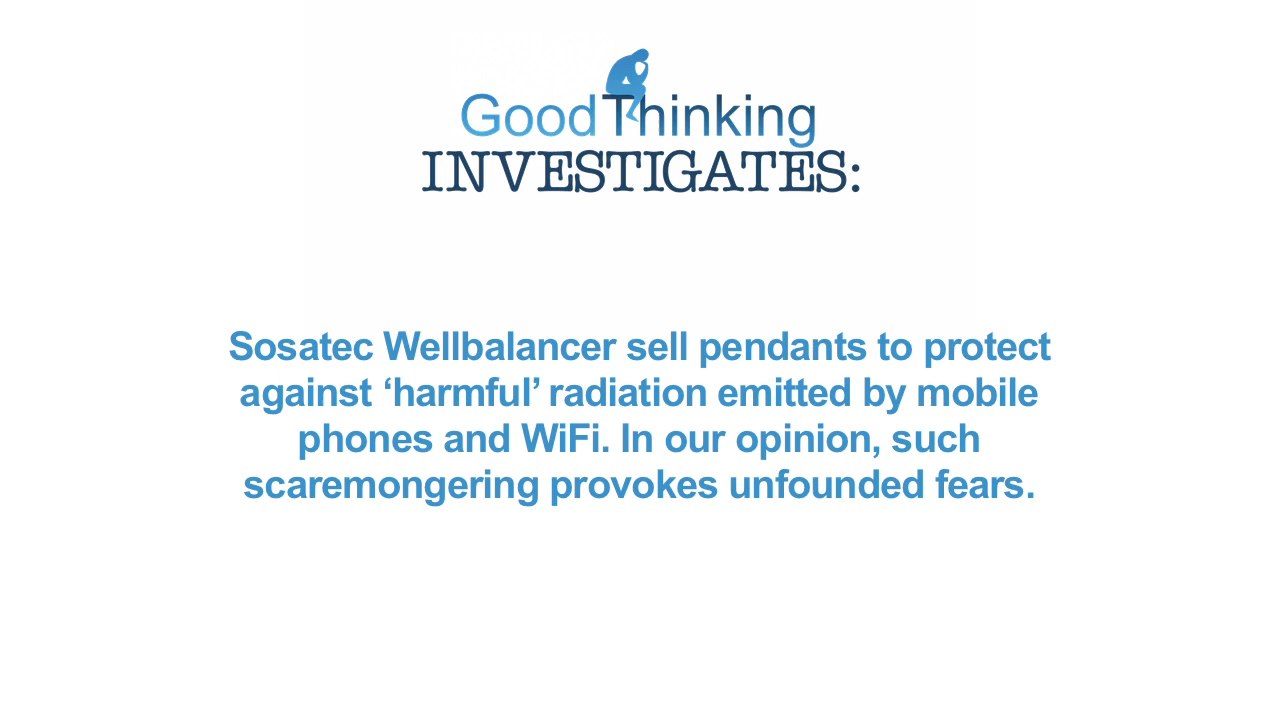 GoodThinking
INVESTIGATES:
Sosatec Wellbalancer sell pendants to protect
against ‘harmful’ radiation emitted by mobile
phones and WiFi. In our opinion, such
scaremongering provokes unfounded fears.